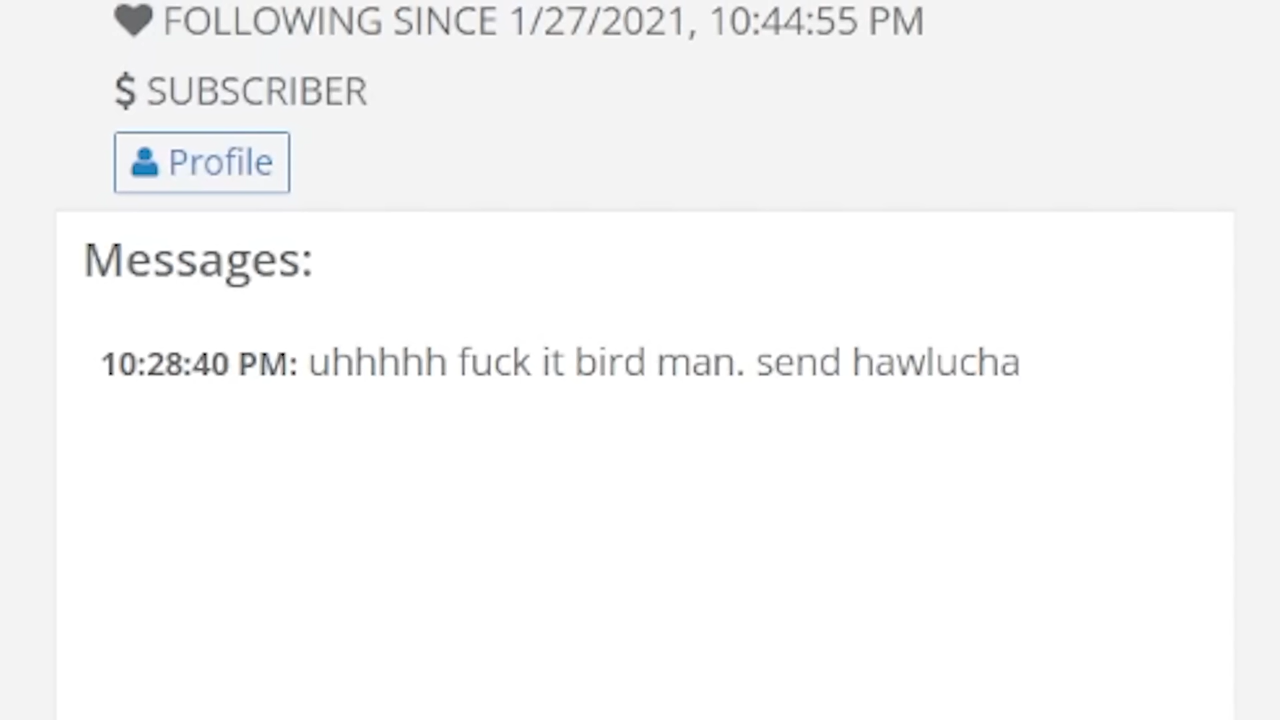 FOLLOWING SINCE 1/27/2021, 10:44:55 PM
$ SUBSCRIBER
Profile
Messages:
10:28:40 PM: uhhhhh fuck it bird man. send hawlucha